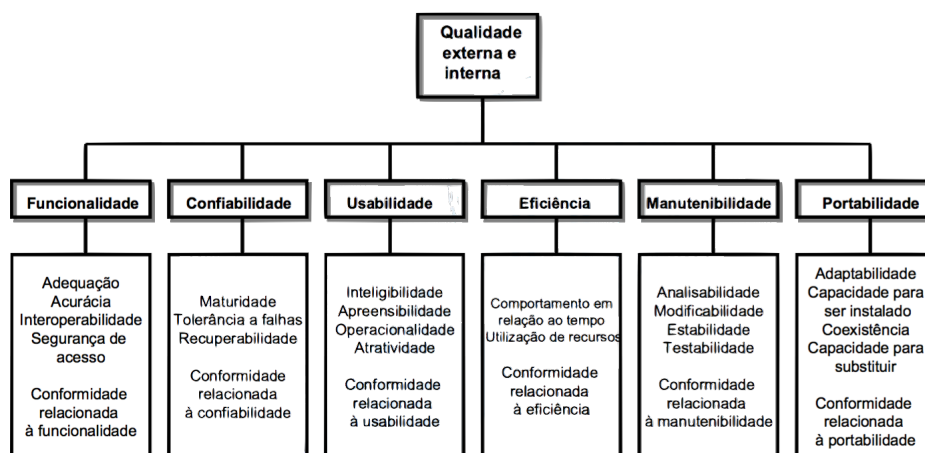 Qualidade
externa e
interna
Funcionalidade
Confiabilidade
Usabilidade
Eficiência
Manutenibilidade
Portabilidade
Adequação
Acurácia
Interoperabilidade
Segurança de
acesso
Conformidade
relacionada
à funcionalidade
Maturidade
Tolerância a falhas
Recuperabilidade
Conformidade
relacionada
à confiabilidade
Inteligibilidade
Apreensibilidade
Operacionalidade
Atratividade
Conformidade
relacionada
à usabilidade
Comportamento em
relação ao tempo
Utilização de recursos
Conformidade
relacionada
à eficiência
Analisabilidade
Modificabilidade
Estabilidade
Testabilidade
Conformidade
relacionada
à manutenibilidade
Adaptabilidade
Capacidade para
ser instalado
Coexistência
Capacidade para
substituir
Conformidade
relacionada
à portabilidade